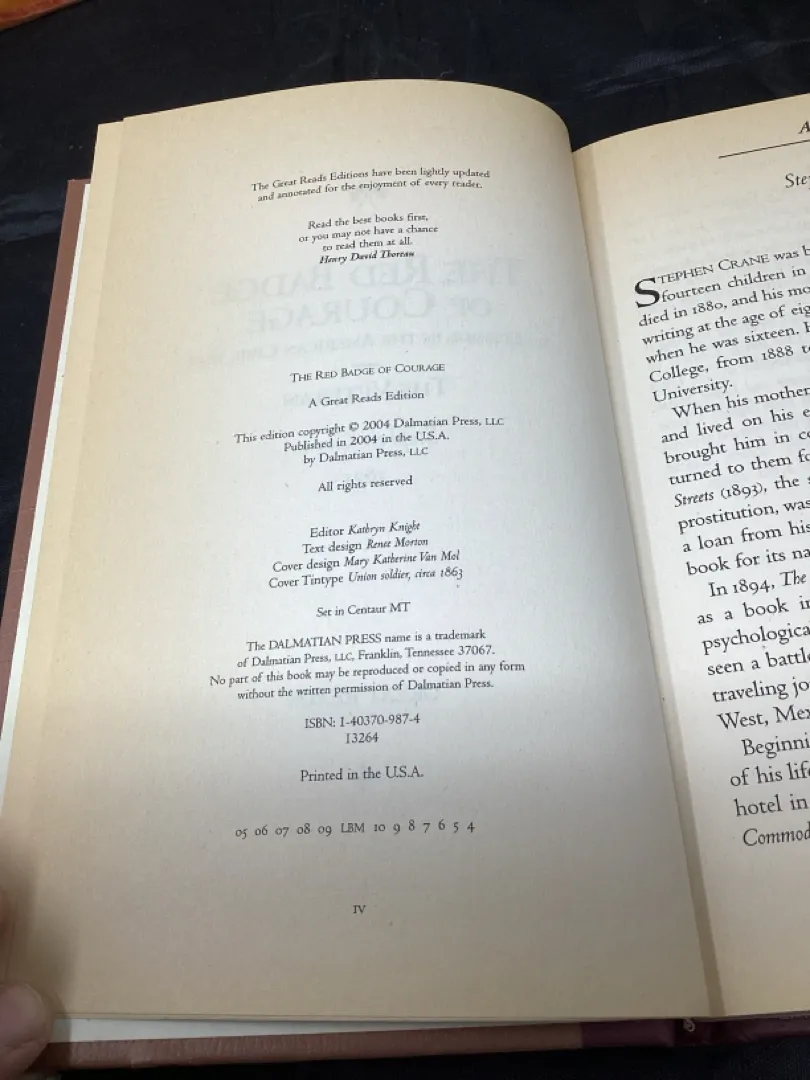 The Great Reads Editions have been lightly updated
and annotated for the enjoyment of every reader.
Read the best books first,
or you may not have a chance
to read them at all.
Henry David Thoreau
THE RED BADGE OF COURAGE
A Great Reads Edition
This edition copyright © 2004 Dalmatian Press, LLC
Published in 2004 in the U.S.A.
by Dalmatian Press, LLC
All rights reserved
Editor Kathryn Knight
Text design Renee Morton
Cover design Mary Katherine Van Mol
Cover Tintype Union soldier, circa 1863
Set in Centaur MT
The DALMATIAN PRESS name is a trademark
of Dalmatian Press, LLC, Franklin, Tennessee 37067.
No part of this book may be reproduced or copied in any form
without the written permission of Dalmatian Press.
ISBN: 1-40370-987-4
13264
Printed in the U.S.A.
05 06 07 08 09 LBM 10 9 8 7 6 5 4
IV
STEPHEN CRANE was
fourteen children in
died in 1880, and his
writing at the age of
when he was sixteen.
College, from 1888
University.
When his mother
and lived on his
brought him in
turned to them
Streets (1893), the
prostitution, was
a loan from his
book for its
In 1894, The
as a book
seen a battle
traveling
West,
of his
hotel in